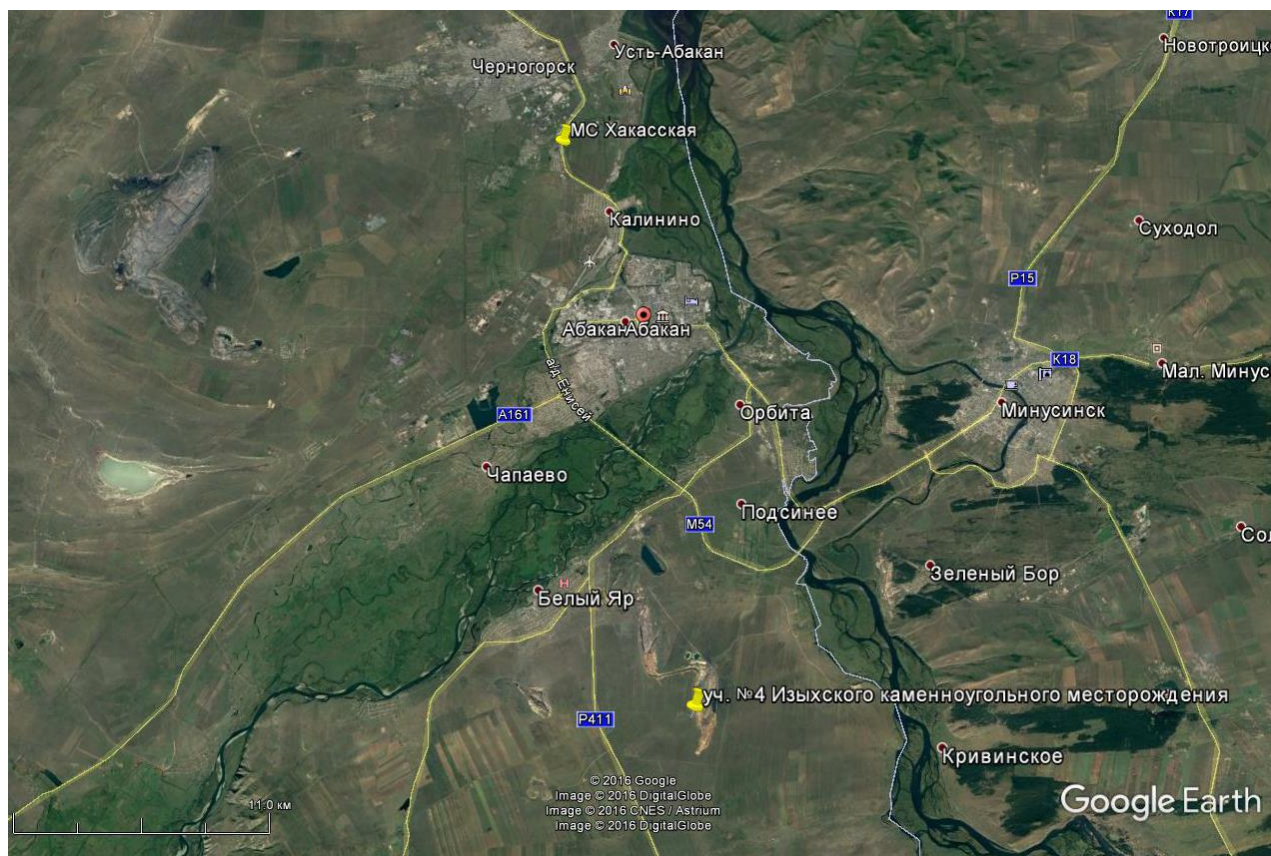 K17
Усть-Абакан
Новотроицк
Черногорск
МС Хакасская
Калинино
Суходол
P15
Абакан
Абакан
K18
Мал. Минус
а/д Енисей
A161
Орбита
Минусинск
Чапаево
Подсинее
M54
Сол
Зеленый Бор
Белый Яр
уч. №4 Изыхского каменноугольного месторождения
P411
Кривинское
© 2016 Google
Image © 2016 DigitalGlobe
Image © 2016 CNES / Astrium
Image © 2016 DigitalGlobe
11.0 км
Google Earth